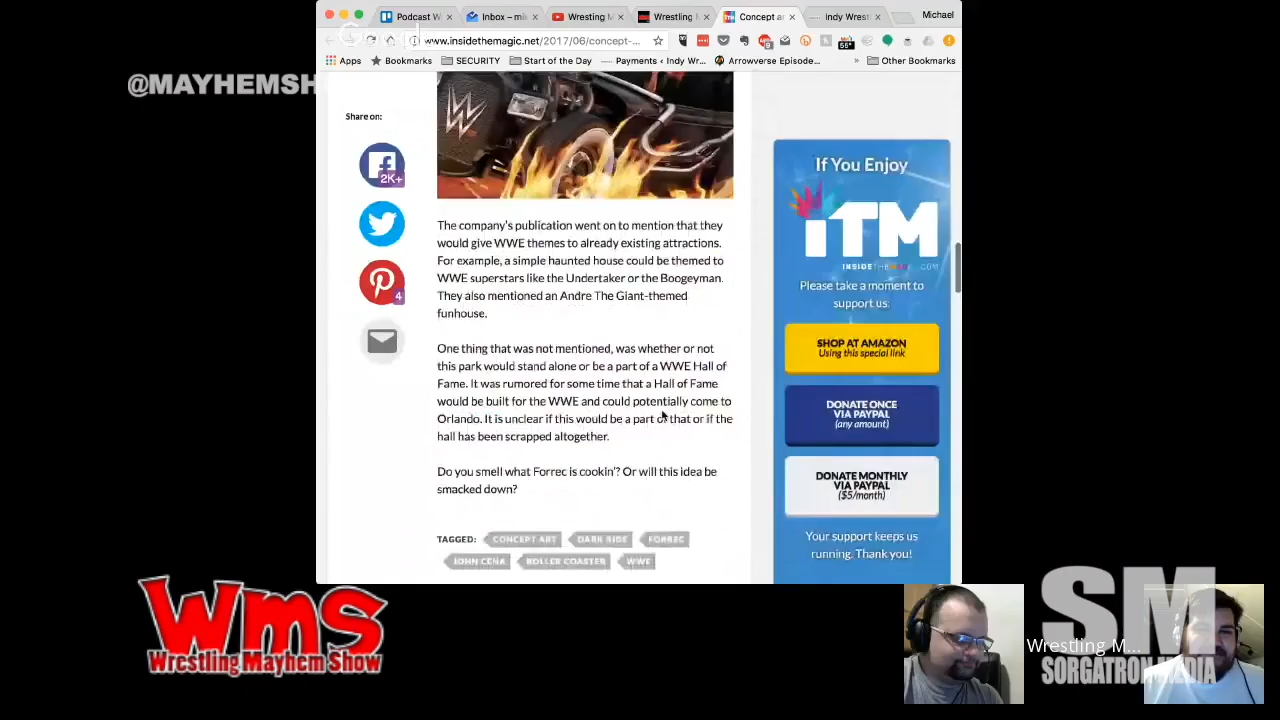 Podcast W
Inbox – mi
Wresting M
Wrestling
Concept ar
Indy Wrest
Michael
www.insidethemagic.net/2017/06/concept-...
Apps
Bookmarks
SECURITY
Start of the Day
Payments ‹ Indy Wr...
Arrowverse Episode...
»
Other Bookmarks
@MAYHEMSH
Share on:
2K+
4
The company's publication went on to mention that they
would give WWE themes to already existing attractions.
For example, a simple haunted house could be themed to
WWE superstars like the Undertaker or the Boogeyman.
They also mentioned an Andre The Giant-themed
funhouse.
One thing that was not mentioned, was whether or not
this park would stand alone or be a part of a WWE Hall of
Fame. It was rumored for some time that a Hall of Fame
would be built for the WWE and could potentially come to
Orlando. It is unclear if this would be a part of that or if the
hall has been scrapped altogether.
Do you smell what Forrec is cookin'? Or will this idea be
smacked down?
TAGGED:
CONCEPT ART
DARK RIDE
FORREC
JOHN CENA
ROLLER COASTER
WWE
If You Enjoy
iTM
INSIDETHEMAGIC.COM
Please take a moment to
support us:
SHOP AT AMAZON
Using this special link
DONATE ONCE
VIA PAYPAL
(any amount)
DONATE MONTHLY
VIA PAYPAL
($5/month)
Your support keeps us
running. Thank you!
Wms
Wrestling Mayhem Show
Wrestling M...
SM
SORGATRON MEDIA